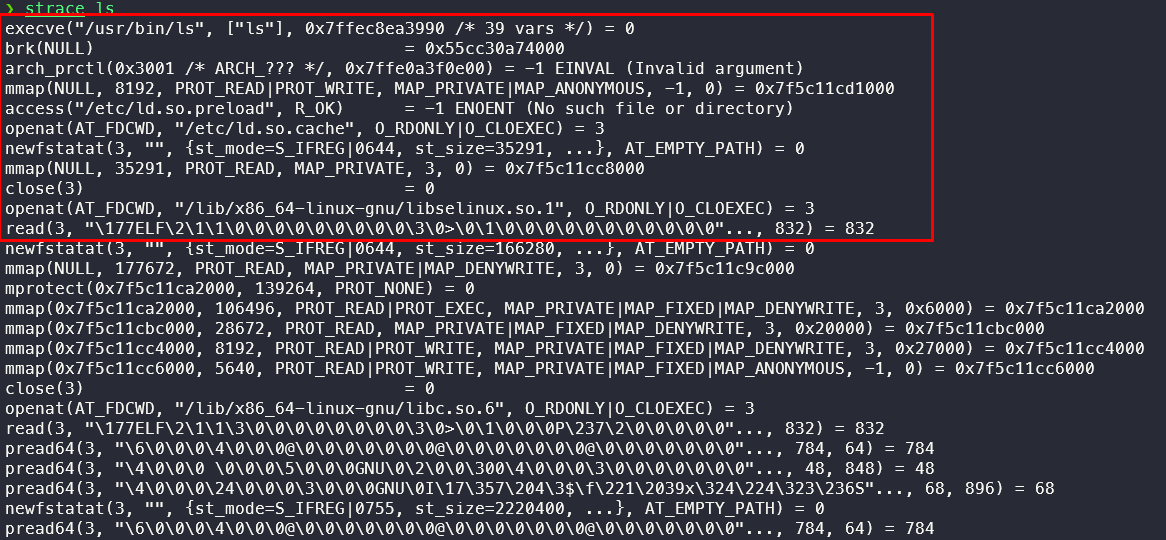 ❯ strace ls
execve("/usr/bin/ls", ["ls"], 0x7ffec8ea3990 /* 39 vars */) = 0
brk(NULL)                               = 0x55cc30a74000
arch_prctl(0x3001 /* ARCH_??? */, 0x7ffe0a3f0e00) = -1 EINVAL (Invalid argument)
mmap(NULL, 8192, PROT_READ|PROT_WRITE, MAP_PRIVATE|MAP_ANONYMOUS, -1, 0) = 0x7f5c11cd1000
access("/etc/ld.so.preload", R_OK)      = -1 ENOENT (No such file or directory)
openat(AT_FDCWD, "/etc/ld.so.cache", O_RDONLY|O_CLOEXEC) = 3
newfstatat(3, "", {st_mode=S_IFREG|0644, st_size=35291, ...}, AT_EMPTY_PATH) = 0
mmap(NULL, 35291, PROT_READ, MAP_PRIVATE, 3, 0) = 0x7f5c11cc8000
close(3)                                = 0
openat(AT_FDCWD, "/lib/x86_64-linux-gnu/libselinux.so.1", O_RDONLY|O_CLOEXEC) = 3
read(3, "\177ELF\2\1\1\0\0\0\0\0\0\0\0\0\3\0>\0\1\0\0\0\0\0\0\0\0\0\0\0"..., 832) = 832
newfstatat(3, "", {st_mode=S_IFREG|0644, st_size=166280, ...}, AT_EMPTY_PATH) = 0
mmap(NULL, 177672, PROT_READ, MAP_PRIVATE|MAP_DENYWRITE, 3, 0) = 0x7f5c11c9c000
mprotect(0x7f5c11ca2000, 139264, PROT_NONE) = 0
mmap(0x7f5c11ca2000, 106496, PROT_READ|PROT_EXEC, MAP_PRIVATE|MAP_FIXED|MAP_DENYWRITE, 3, 0x6000) = 0x7f5c11ca2000
mmap(0x7f5c11cbc000, 28672, PROT_READ, MAP_PRIVATE|MAP_FIXED|MAP_DENYWRITE, 3, 0x20000) = 0x7f5c11cbc000
mmap(0x7f5c11cc4000, 8192, PROT_READ|PROT_WRITE, MAP_PRIVATE|MAP_FIXED|MAP_DENYWRITE, 3, 0x27000) = 0x7f5c11cc4000
mmap(0x7f5c11cc6000, 5640, PROT_READ|PROT_WRITE, MAP_PRIVATE|MAP_FIXED|MAP_ANONYMOUS, -1, 0) = 0x7f5c11cc6000
close(3)                                = 0
openat(AT_FDCWD, "/lib/x86_64-linux-gnu/libc.so.6", O_RDONLY|O_CLOEXEC) = 3
read(3, "\177ELF\2\1\1\3\0\0\0\0\0\0\0\0\3\0>\0\1\0\0\0P\237\2\0\0\0\0\0"..., 832) = 832
pread64(3, "\6\0\0\0\4\0\0\0@\0\0\0\0\0\0\0@\0\0\0\0\0\0\0@\0\0\0\0\0\0\0"..., 784, 64) = 784
pread64(3, "\4\0\0\0 \0\0\0\5\0\0\0GNU\0\2\0\0\300\4\0\0\0\3\0\0\0\0\0\0\0"..., 48, 848) = 48
pread64(3, "\4\0\0\0\24\0\0\0\3\0\0\0GNU\0I\17\357\204\3$\f\221\2039x\324\224\323\236S"..., 68, 896) = 68
newfstatat(3, "", {st_mode=S_IFREG|0755, st_size=2220400, ...}, AT_EMPTY_PATH) = 0
pread64(3, "\6\0\0\0\4\0\0\0@\0\0\0\0\0\0\0@\0\0\0\0\0\0\0@\0\0\0\0\0\0\0"..., 784, 64) = 784